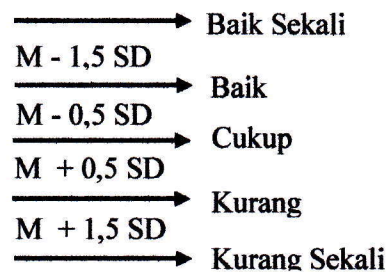 Baik Sekali
M - 1,5 SD
Baik
M - 0,5 SD
Cukup
M + 0,5 SD
Kurang
M + 1,5 SD
Kurang Sekali